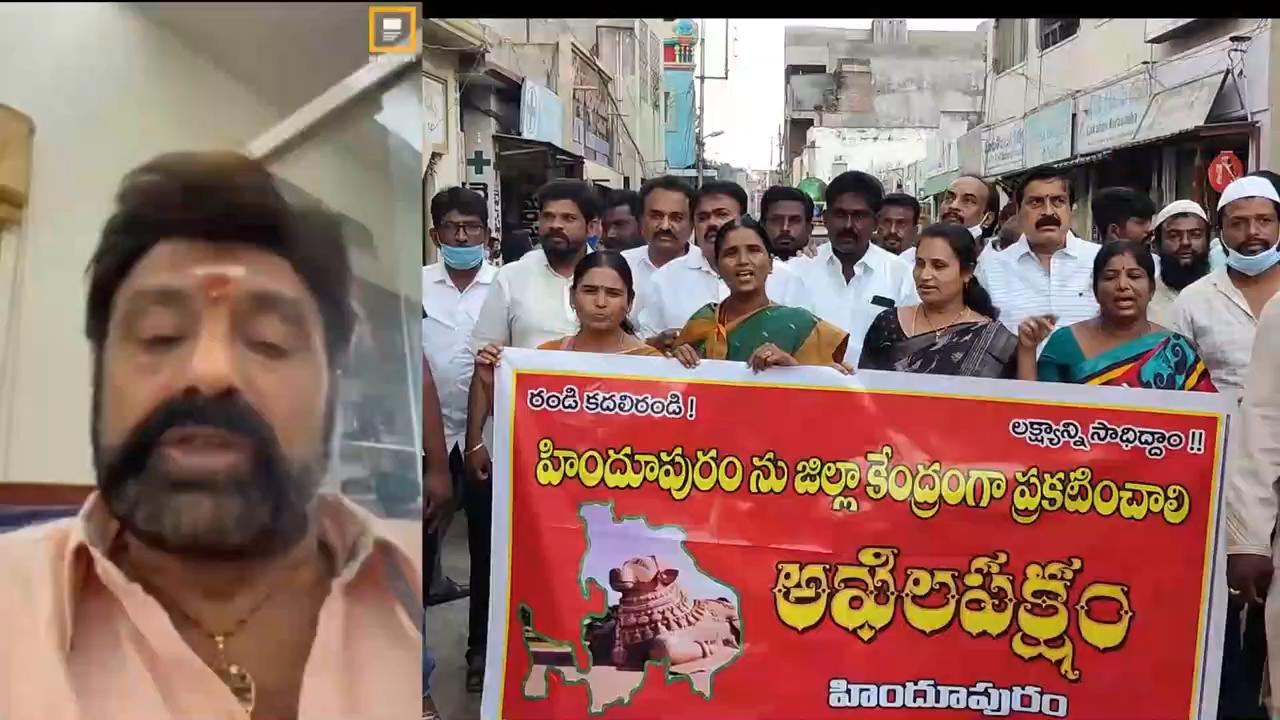 రండి కదలిరండి !
లక్ష్యాన్ని సాధిద్దాం !!
హిందూపురం ను జిల్లా కేంద్రంగా ప్రకటించాలి
అఖిలపక్షం
హిందూపురం